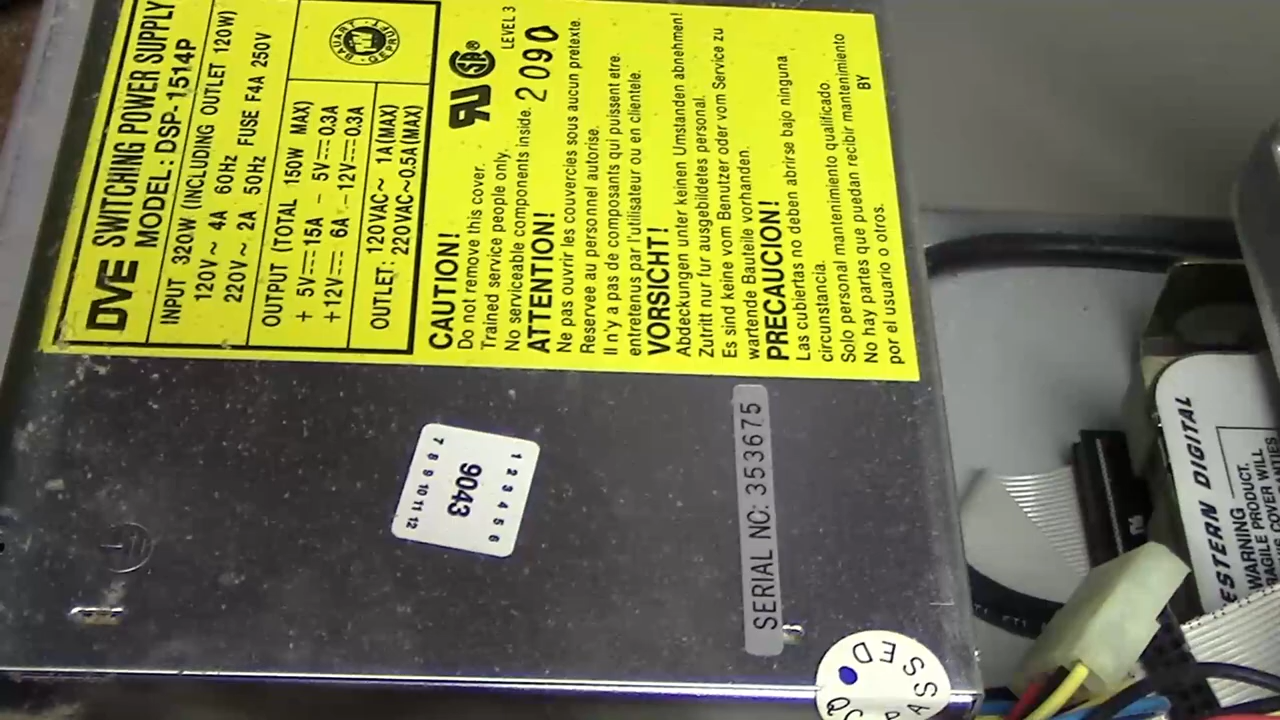 DVE SWITCHING POWER SUPPLY
MODEL: DSP-1514P
INPUT 320W (INCLUDING OUTLET 120W)
120V~ 4A 60Hz
220V~ 2A 50Hz FUSE F4A 250V
OUTPUT (TOTAL 150W MAX)
+ 5V⎓15A - 5V⎓0.3A
+12V⎓ 6A -12V⎓0.3A
OUTLET: 120VAC~ 1A(MAX)
220VAC~0.5A(MAX)
BAUART
GEPRUFT
LEVEL 3
2090
CAUTION!
Do not remove this cover.
Trained service people only.
No serviceable components inside.
ATTENTION!
Ne pas ouvrir les couvercies sous aucun pretexte.
Reservee au personnel autorise.
Il n'y a pas de composants qui puissent etre.
entretenus par l'utilisateur ou en clientele.
VORSICHT!
Abdeckungen unter keinen Umstanden abnehmen!
Zutritt nur fur ausgebildetes personal.
Es sind keine vom Benutzer oder vom Service zu
wartende Bauteile vorhanden.
PRECAUCION!
Las cubiertas no deben abrirse bajo ninguna
circunstancia.
Solo personal mantenimiento qualificado.
No hay partes que puedan recibir mantenimiento
por el usuario o otros.
BY
1 2 3 4 5 6
9043
7 8 9 10 11 12
SERIAL NO: 353675
PASSED
ESTERN DIGITAL
WARNING
RAGILE PRODUCT.
COVER WILL